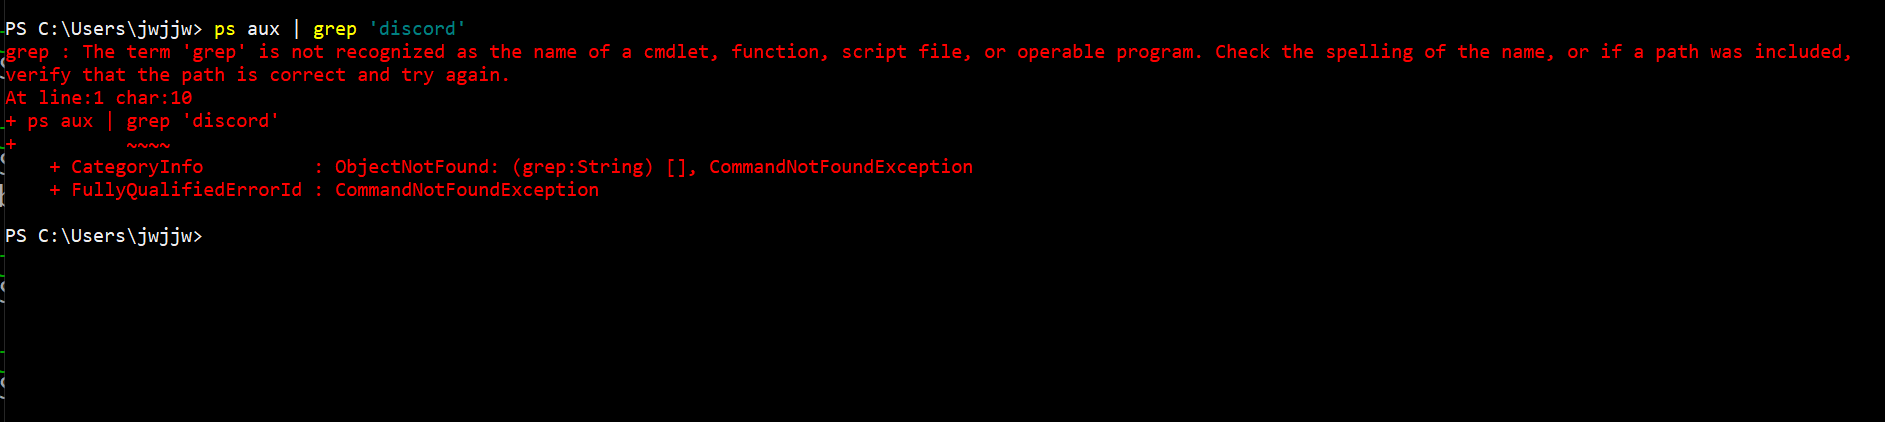 PS C:\Users\jwjjw> ps aux | grep 'discord'
grep : The term 'grep' is not recognized as the name of a cmdlet, function, script file, or operable program. Check the spelling of the name, or if a path was included,
verify that the path is correct and try again.
At line:1 char:10
+ ps aux | grep 'discord'
+          ~~~~
    + CategoryInfo          : ObjectNotFound: (grep:String) [], CommandNotFoundException
    + FullyQualifiedErrorId : CommandNotFoundException

PS C:\Users\jwjjw>